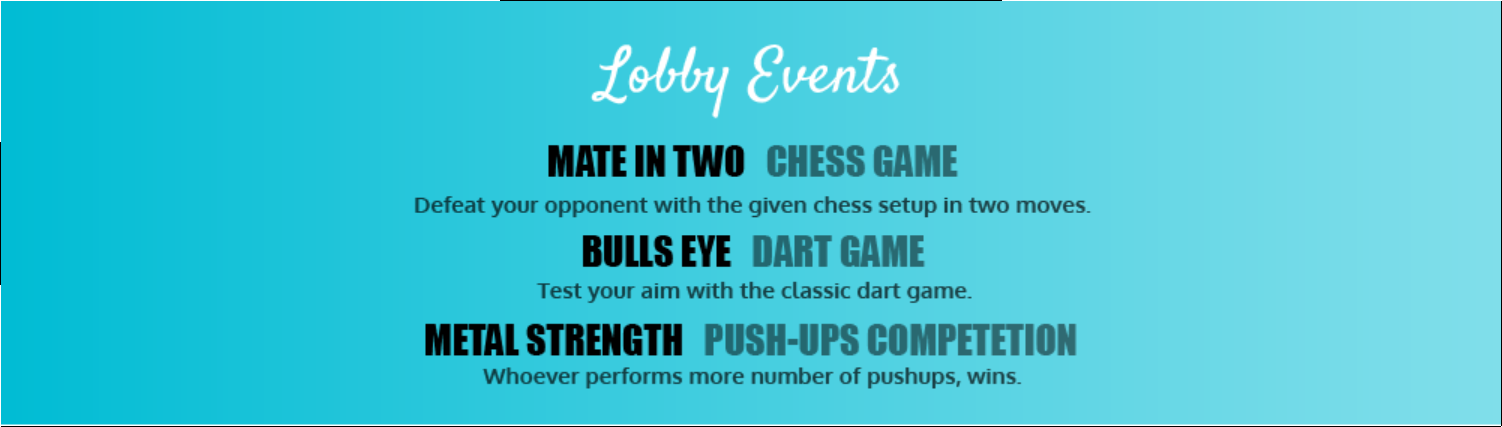 Lobby Events
MATE IN TWO CHESS GAME
Defeat your opponent with the given chess setup in two moves.
BULLS EYE DART GAME
Test your aim with the classic dart game.
METAL STRENGTH PUSH-UPS COMPETETION
Whoever performs more number of pushups, wins.